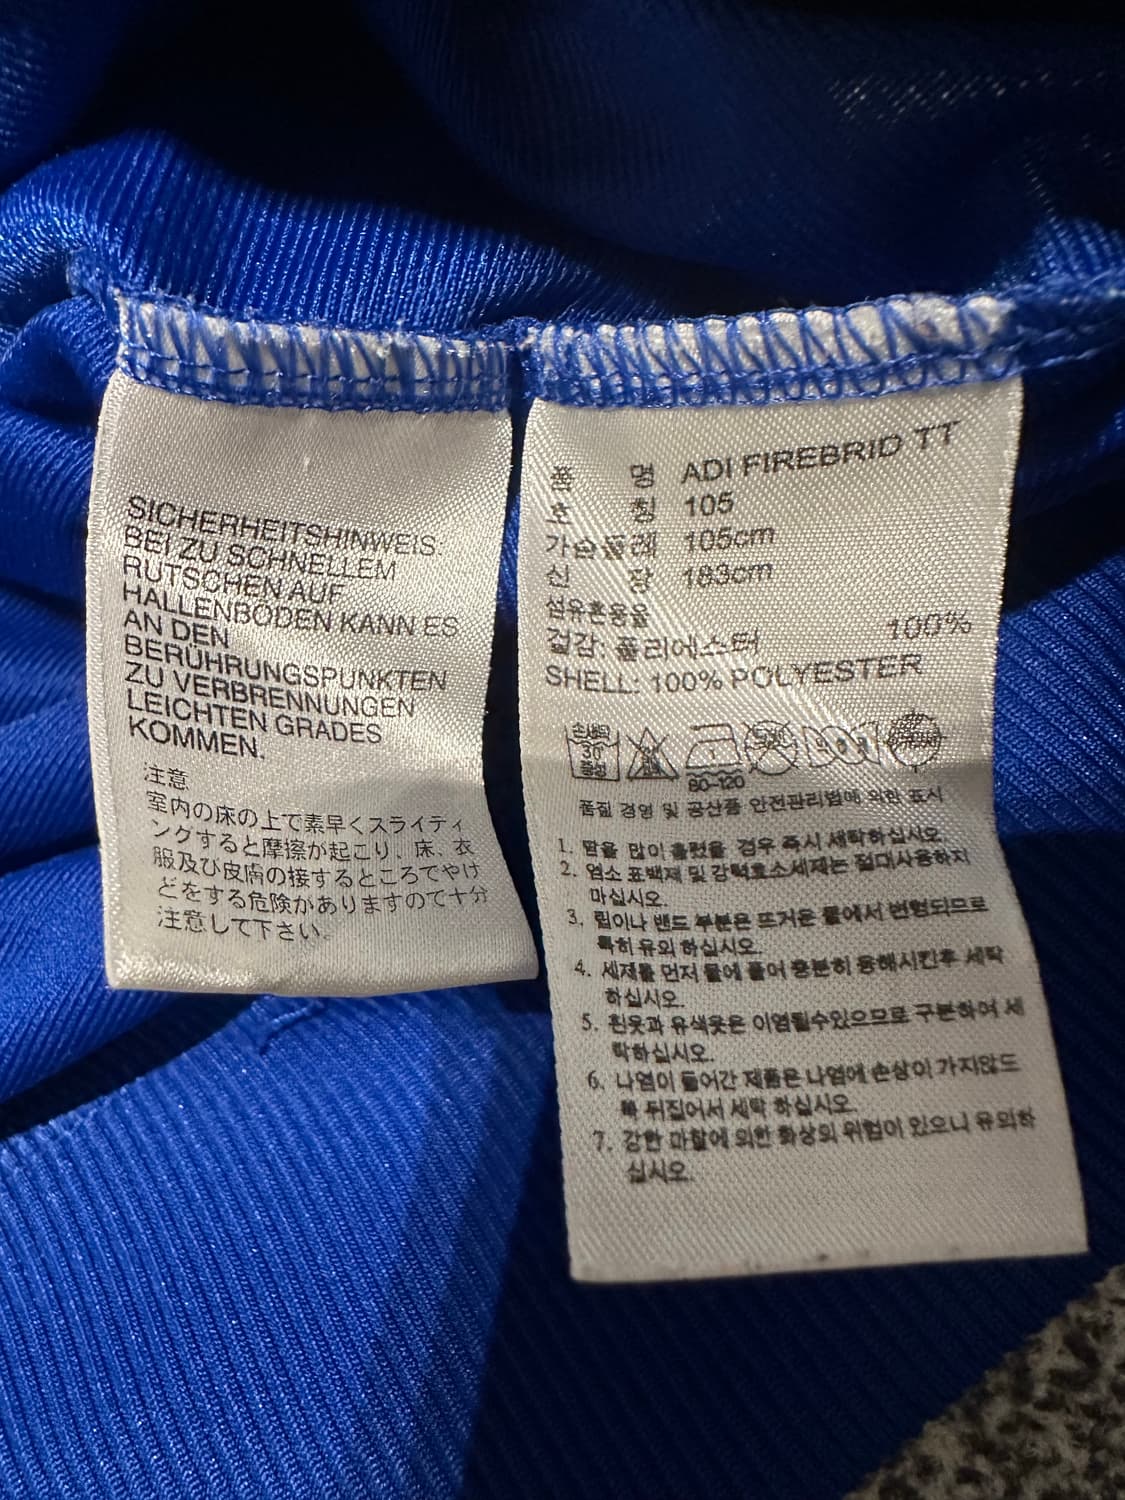 SICHERHEITSHINWEIS:
BEI ZU SCHNELLEM
RUTSCHEN AUF
HALLENBÖDEN KANN ES
AN DEN
BERÜHRUNGSPUNKTEN
ZU VERBRENNUNGEN
LEICHTEN GRADES
KOMMEN.
注意
室内の床の上で素早くスライディ
ングすると摩擦が起こり、床、衣
服及び皮膚の接するところでやけ
どをする危険がありますので十分
注意して下さい。
품 명 ADI FIREBRID TT
호 칭 105
가슴둘레 105cm
신 장 183cm
섬유혼용율
겉감: 폴리에스터 100%
SHELL: 100% POLYESTER
손세탁
30
중성
80~120
품질 경영 및 공산품 안전관리법에 의한 표시
1. 땀을 많이 흘렸을 경우 즉시 세탁하십시오.
2. 염소 표백제 및 강력효소세제는 절대사용하지
마십시오.
3. 립이나 밴드 부분은 뜨거운 물에서 변형되므로
특히 유의 하십시오.
4. 세제를 먼저 물에 풀어 충분히 용해시킨후 세탁
하십시오.
5. 흰옷과 유색옷은 이염될수있으므로 구분하여 세
탁하십시오.
6. 나염이 들어간 제품은 나염에 손상이 가지않도
록 뒤집어서 세탁 하십시오.
7. 강한 마찰에 의한 화상의 위험이 있으니 유의하
십시오.